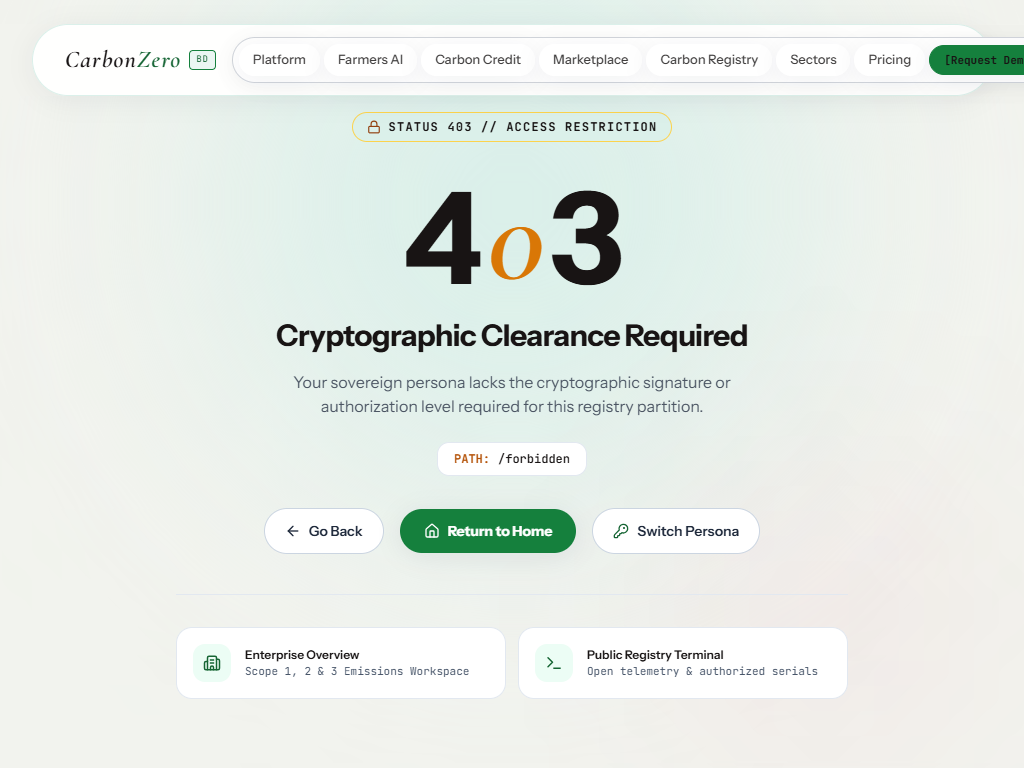 CarbonZero BD
Platform Farmers AI Carbon Credit Marketplace Carbon Registry Sectors Pricing [Request Dem
STATUS 403 // ACCESS RESTRICTION
403
Cryptographic Clearance Required
Your sovereign persona lacks the cryptographic signature or
authorization level required for this registry partition.
PATH: /forbidden
Go Back Return to Home Switch Persona
Enterprise Overview
Scope 1, 2 & 3 Emissions Workspace
Public Registry Terminal
Open telemetry & authorized serials